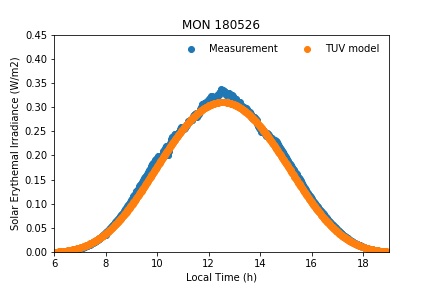 MON 180526
Measurement TUV model
Solar Erythemal Irradiance (W/m2)
0.45
0.40
0.35
0.30
0.25
0.20
0.15
0.10
0.05
0.00
6 8 10 12 14 16 18
Local Time (h)